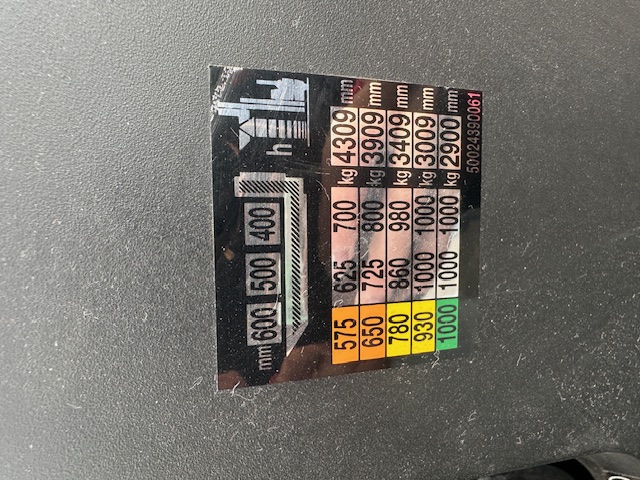 h
mm 600 500 400
575 625 700 kg 4309 mm
650 725 800 kg 3909 mm
780 860 980 kg 3409 mm
930 1000 1000 kg 3009 mm
1000 1000 1000 kg 2900 mm
50024390061